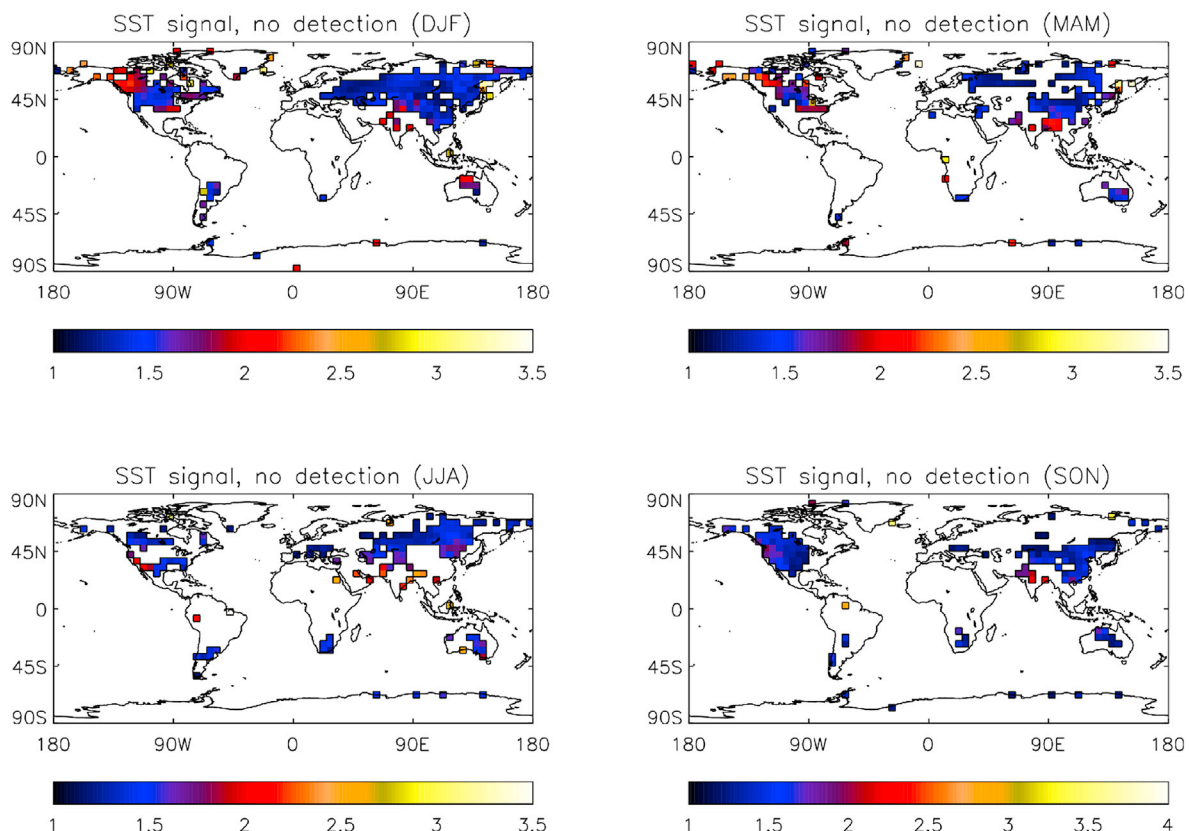 SST signal, no detection (DJF)
90N
45N
0
45S
90S
180 90W 0 90E 180
1 1.5 2 2.5 3 3.5
SST signal, no detection (MAM)
90N
45N
0
45S
90S
180 90W 0 90E 180
1 1.5 2 2.5 3 3.5
SST signal, no detection (JJA)
90N
45N
0
45S
90S
180 90W 0 90E 180
1 1.5 2 2.5 3 3.5
SST signal, no detection (SON)
90N
45N
0
45S
90S
180 90W 0 90E 180
1 1.5 2 2.5 3 3.5 4